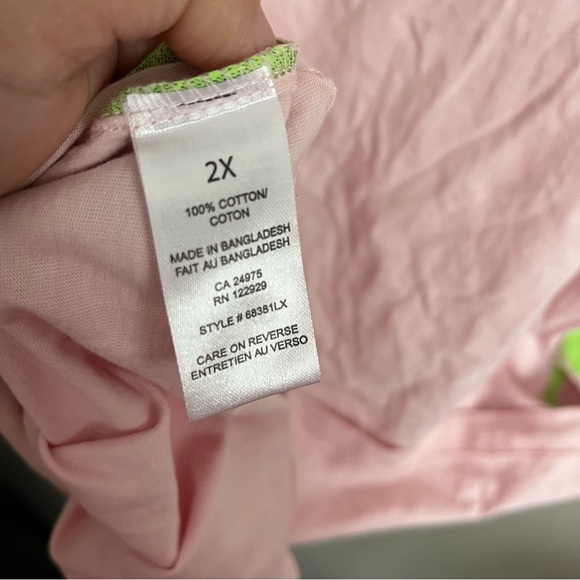 2X
100% COTTON/
COTON
MADE IN BANGLADESH
FAIT AU BANGLADESH
CA 24975
RN 122929
STYLE # 68381LX
CARE ON REVERSE
ENTRETIEN AU VERSO